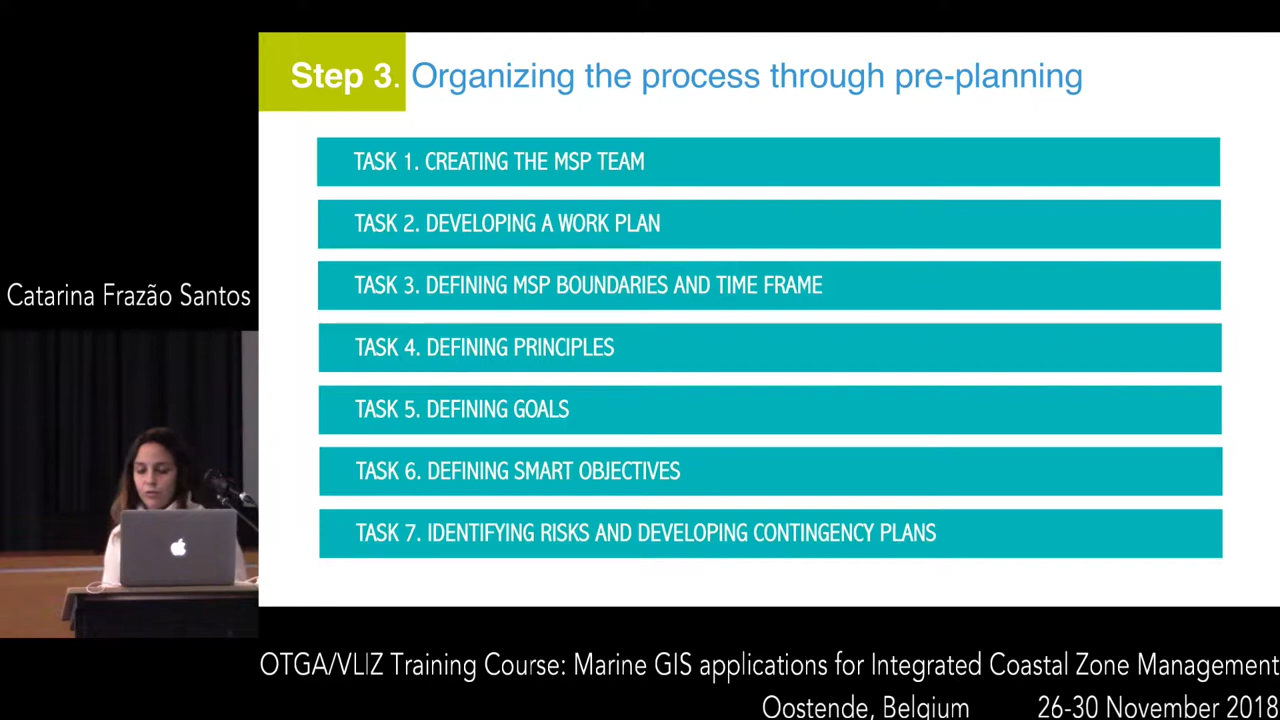 Step 3. Organizing the process through pre-planning
TASK 1. CREATING THE MSP TEAM
TASK 2. DEVELOPING A WORK PLAN
TASK 3. DEFINING MSP BOUNDARIES AND TIME FRAME
TASK 4. DEFINING PRINCIPLES
TASK 5. DEFINING GOALS
TASK 6. DEFINING SMART OBJECTIVES
TASK 7. IDENTIFYING RISKS AND DEVELOPING CONTINGENCY PLANS
Catarina Frazão Santos
OTGA/VLIZ Training Course: Marine GIS applications for Integrated Coastal Zone Management
Oostende, Belgium 26-30 November 2018